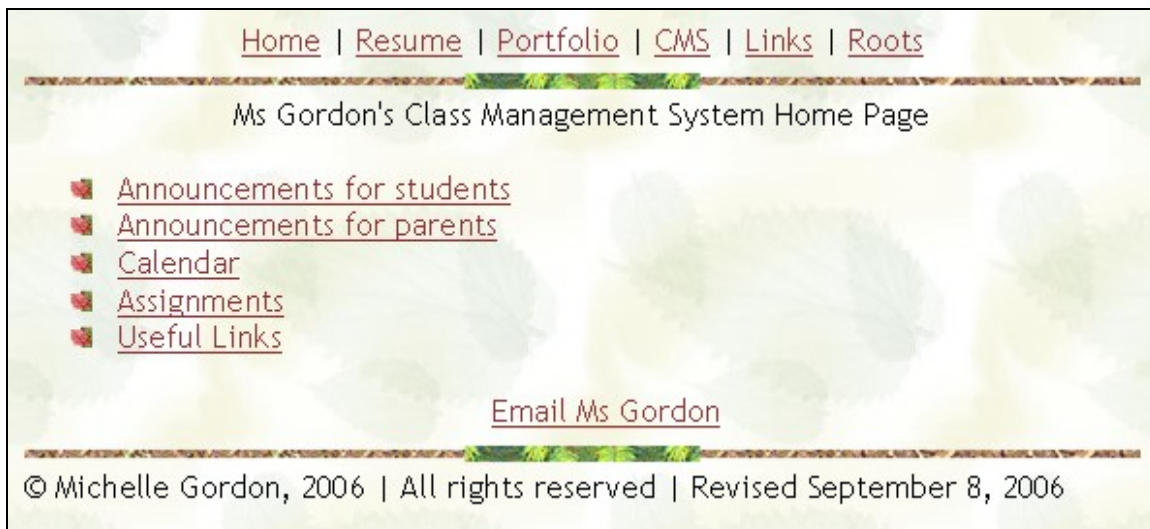 Home | Resume | Portfolio | CMS | Links | Roots
Ms Gordon's Class Management System Home Page
Announcements for students
Announcements for parents
Calendar
Assignments
Useful Links
Email Ms Gordon
© Michelle Gordon, 2006 | All rights reserved | Revised September 8, 2006